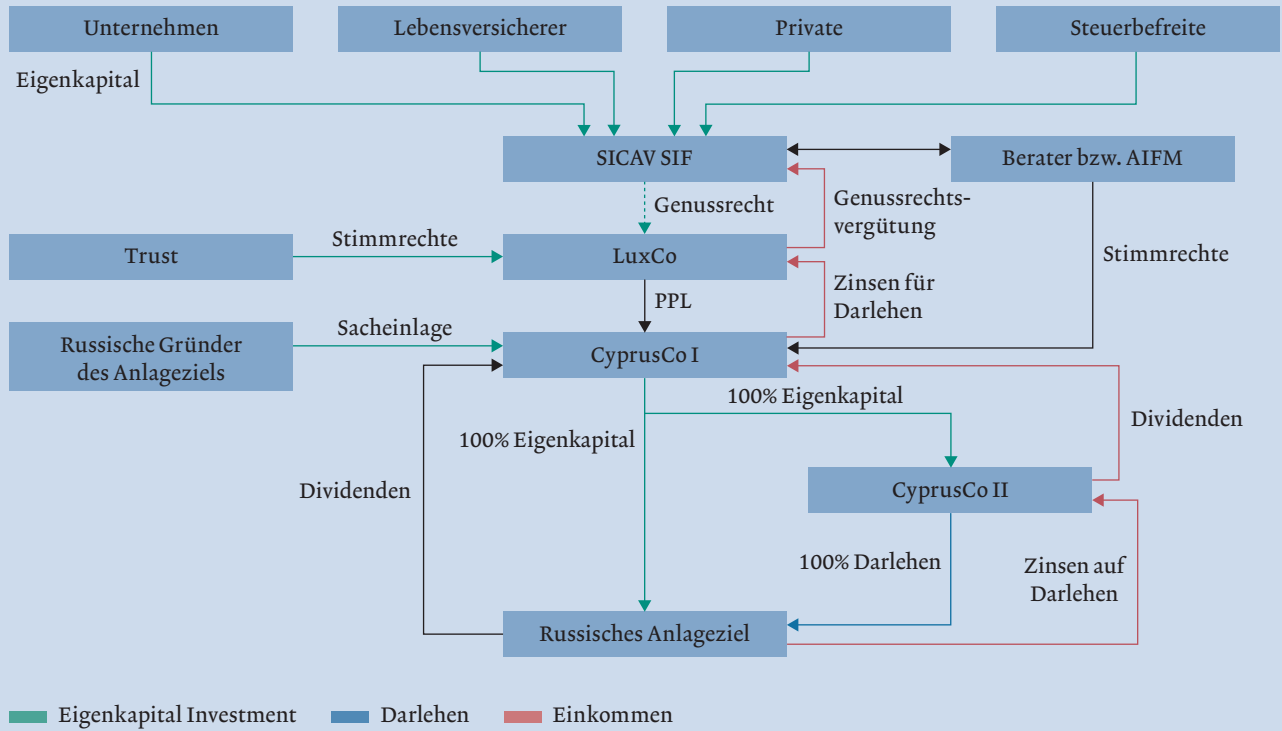 Unternehmen
Lebensversicherer
Private
Steuerbefreite
Eigenkapital
SICAV SIF
Berater bzw. AIFM
Genussrecht
Genussrechts-
vergütung
Trust
Stimmrechte
LuxCo
Stimmrechte
PPL
Zinsen für
Darlehen
Russische Gründer
des Anlageziels
Sacheinlage
CyprusCo I
100% Eigenkapital
100% Eigenkapital
Dividenden
Dividenden
CyprusCo II
100% Darlehen
Zinsen auf
Darlehen
Russisches Anlageziel
Eigenkapital Investment
Darlehen
Einkommen